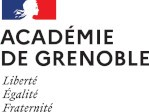 ACADÉMIE
DE GRENOBLE
Liberté
Égalité
Fraternité